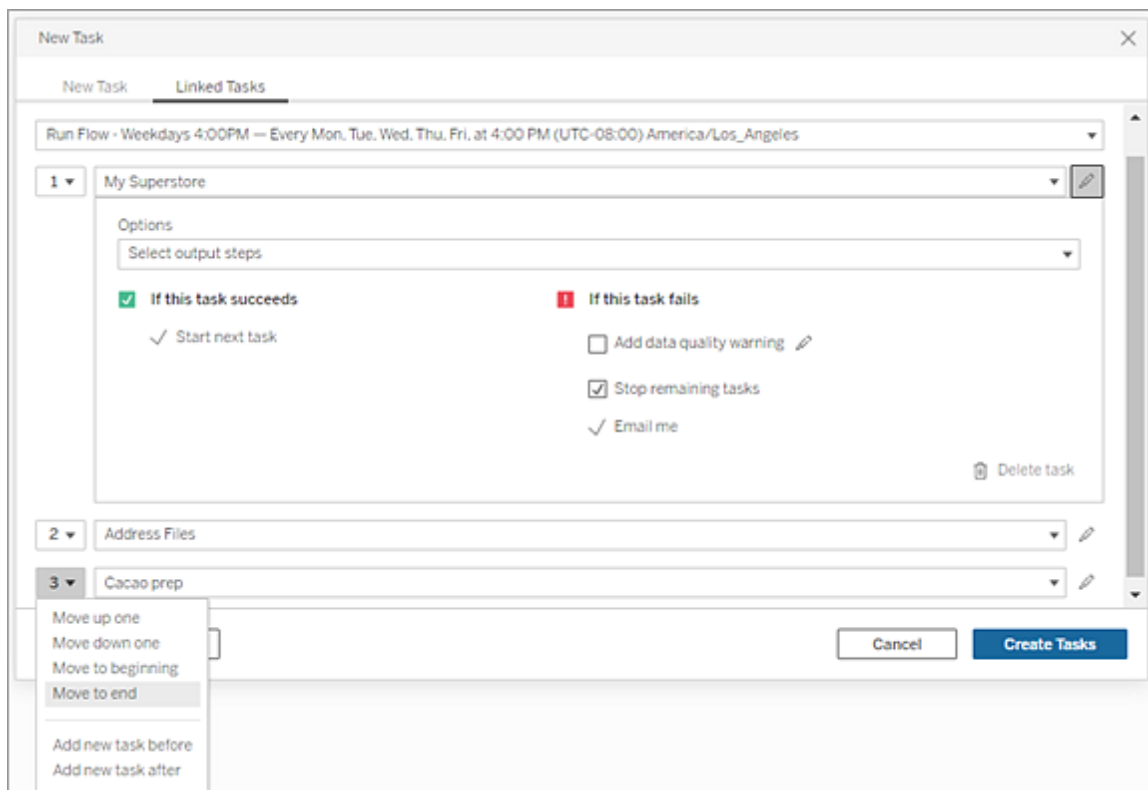 New Task
New Task Linked Tasks
Run Flow - Weekdays 4:00PM — Every Mon, Tue, Wed, Thu, Fri, at 4:00 PM (UTC-08:00) America/Los_Angeles
1 My Superstore
Options
Select output steps
If this task succeeds If this task fails
Start next task Add data quality warning
Stop remaining tasks
Email me
Delete task
2 Address Files
3 Cacao prep
Move up one
Move down one
Move to beginning
Move to end
Add new task before
Add new task after
Cancel Create Tasks